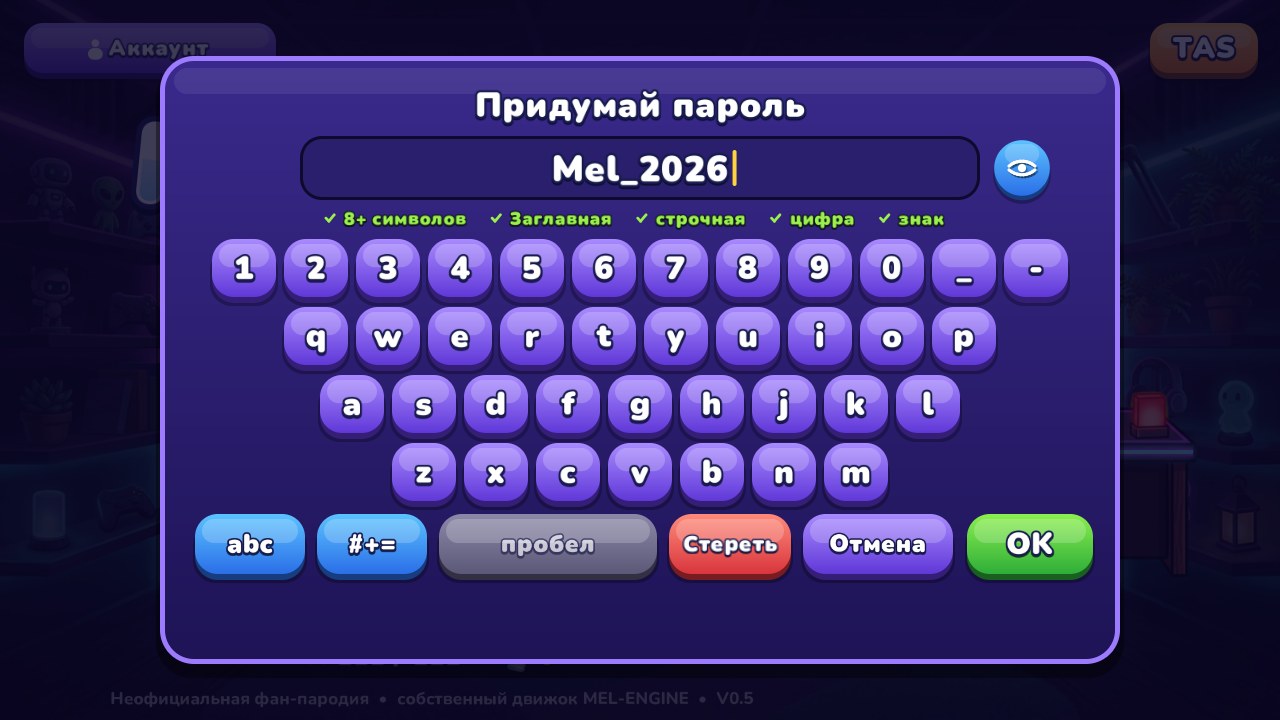 Аккаунт
TAS
Придумай пароль
Mel_2026
8+ символов Заглавная строчная цифра знак
1 2 3 4 5 6 7 8 9 0 _ -
q w e r t y u i o p
a s d f g h j k l
z x c v b n m
abc #+= пробел Стереть Отмена OK
Неофициальная фан-пародия • собственный движок MEL-ENGINE • V0.5